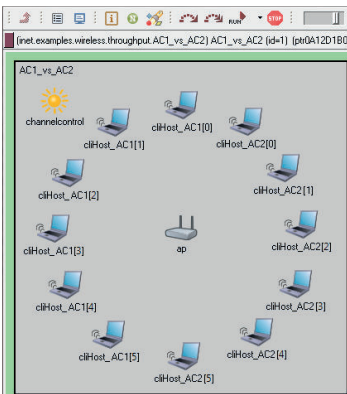 RUN
STOP
(inet.examples.wireless.throughput.AC1_vs_AC2) AC1_vs_AC2 (id=1) (ptr0A12D1B0
AC1_vs_AC2
channelcontrol
cliHost_AC1[0]
cliHost_AC1[1]
cliHost_AC2[0]
cliHost_AC1[2]
cliHost_AC2[1]
cliHost_AC1[3]
ap
cliHost_AC2[2]
cliHost_AC1[4]
cliHost_AC2[3]
cliHost_AC1[5]
cliHost_AC2[4]
cliHost_AC2[5]